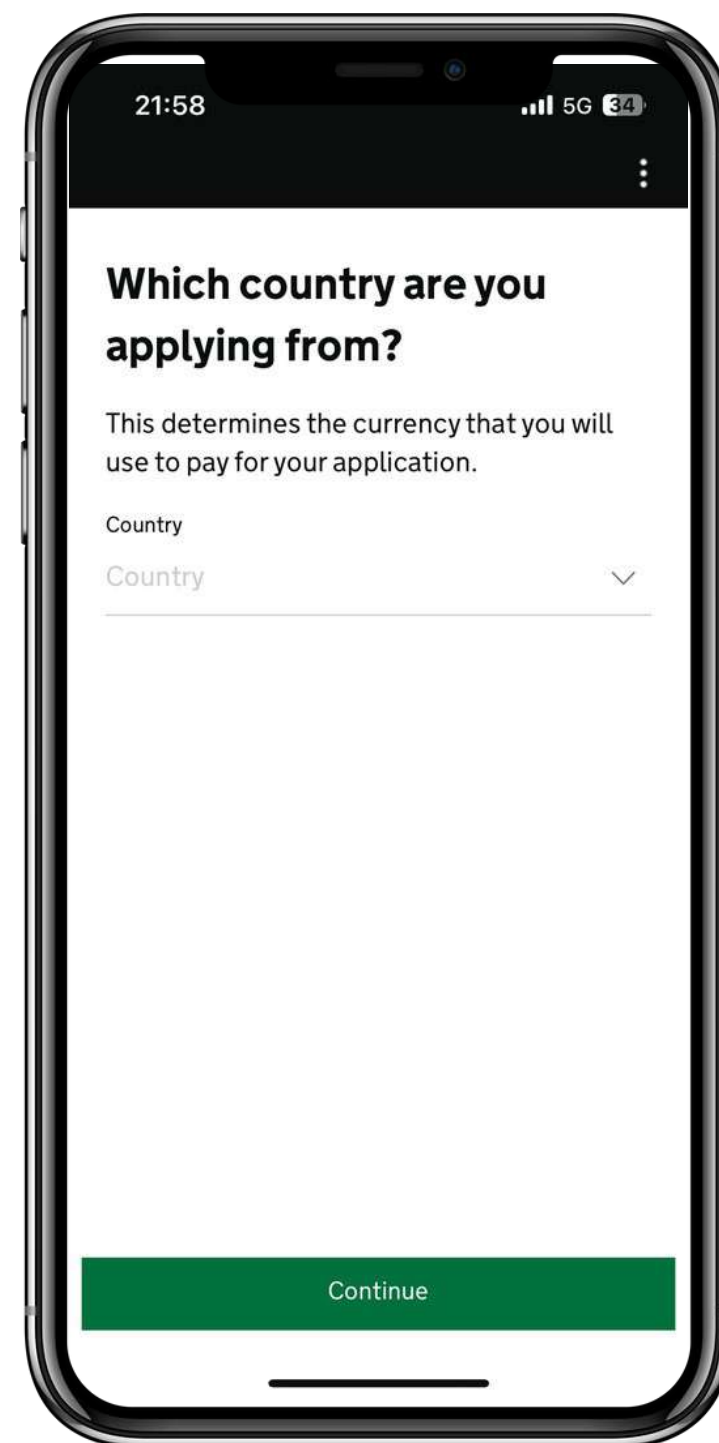 21:58 5G 34
Which country are you
applying from?
This determines the currency that you will
use to pay for your application.
Country
Country
Continue